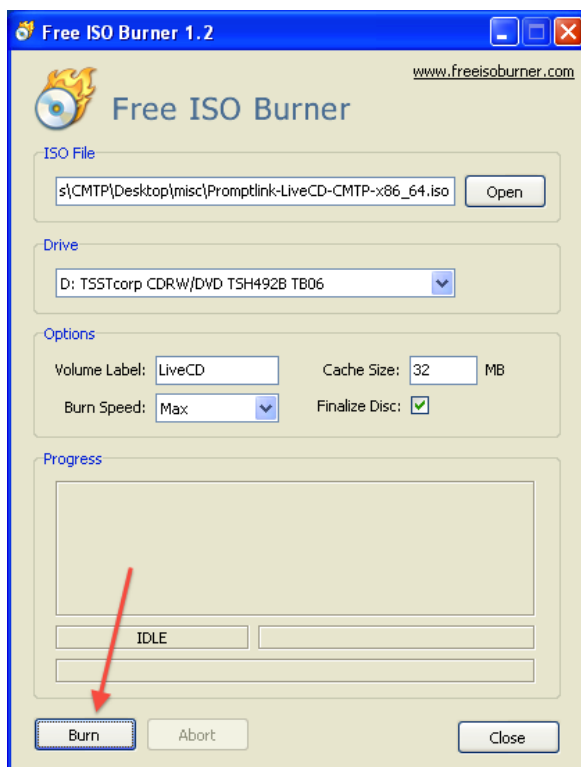 Free ISO Burner 1.2
www.freeisoburner.com
Free ISO Burner
ISO File
s\CMTP\Desktop\misc\Promptlink-LiveCD-CMTP-x86_64.iso Open
Drive
D: TSSTcorp CDRW/DVD TSH492B TB06
Options
Volume Label: LiveCD Cache Size: 32 MB
Burn Speed: Max Finalize Disc:
Progress
IDLE
Burn Abort Close